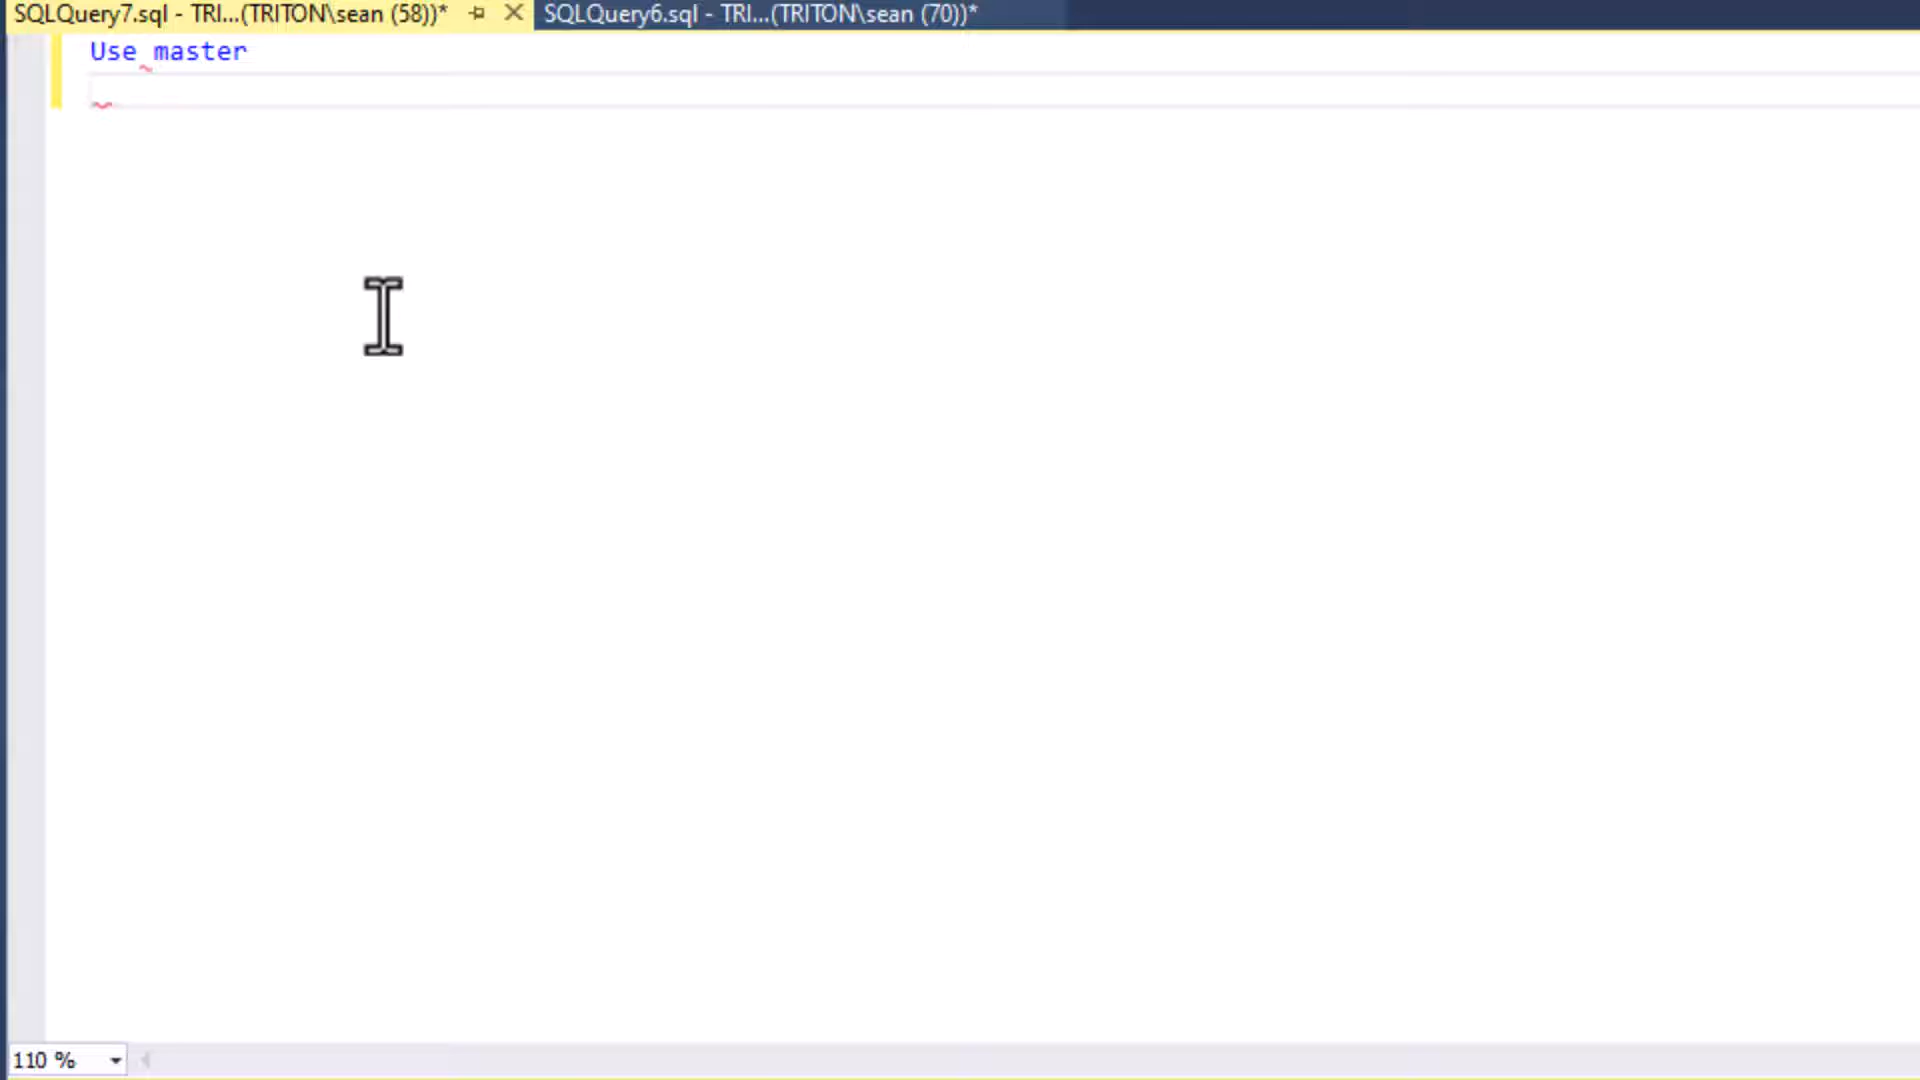 SQLQuery7.sql - TRI...(TRITON\sean (58))*
SQLQuery6.sql - TRI...(TRITON\sean (70))*
Use master
110 %